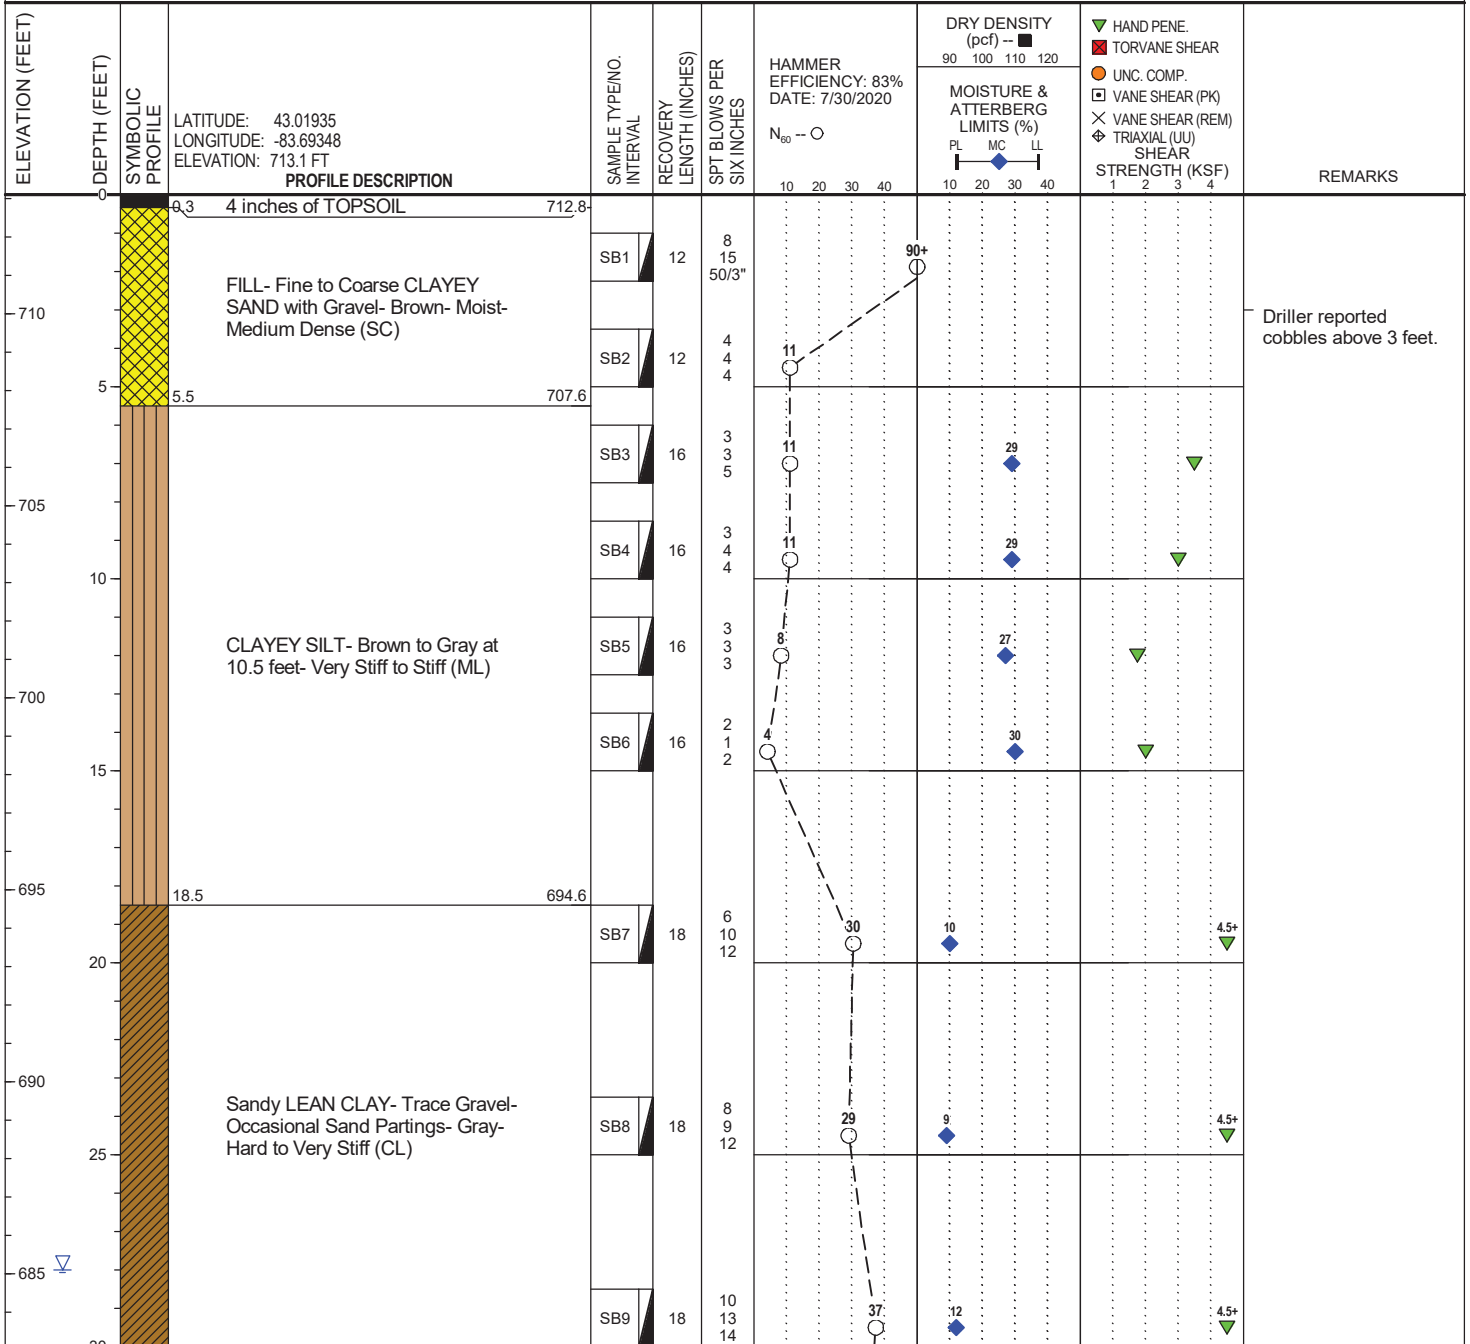 ELEVATION (FEET)
DEPTH (FEET)
SYMBOLIC
PROFILE
LATITUDE: 43.01935
LONGITUDE: -83.69348
ELEVATION: 713.1 FT
PROFILE DESCRIPTION
SAMPLE TYPE/NO.
INTERVAL
RECOVERY
LENGTH (INCHES)
SPT BLOWS PER
SIX INCHES
HAMMER
EFFICIENCY: 83%
DATE: 7/30/2020
N60 --
10 20 30 40
DRY DENSITY
(pcf) --
90 100 110 120
MOISTURE &
ATTERBERG
LIMITS (%)
PL MC LL
10 20 30 40
HAND PENE.
TORVANE SHEAR
UNC. COMP.
VANE SHEAR (PK)
VANE SHEAR (REM)
TRIAXIAL (UU)
SHEAR
STRENGTH (KSF)
1 2 3 4
REMARKS
0
0.3 4 inches of TOPSOIL 712.8
SB1 12
8
15
50/3"
90+
FILL- Fine to Coarse CLAYEY
SAND with Gravel- Brown- Moist-
Medium Dense (SC)
710
Driller reported
cobbles above 3 feet.
SB2 12
4
4
4
11
5
5.5 707.6
SB3 16
3
3
5
11 29
705
SB4 16
3
4
4
11 29
10
CLAYEY SILT- Brown to Gray at
10.5 feet- Very Stiff to Stiff (ML)
SB5 16
3
3
3
8 27
700
SB6 16
2
1
2
4 30
15
695
18.5 694.6
SB7 18
6
10
12
30 10 4.5+
20
690
Sandy LEAN CLAY- Trace Gravel-
Occasional Sand Partings- Gray-
Hard to Very Stiff (CL)
SB8 18
8
9
12
29 9 4.5+
25
685
SB9 18
10
13
14
37 12 4.5+